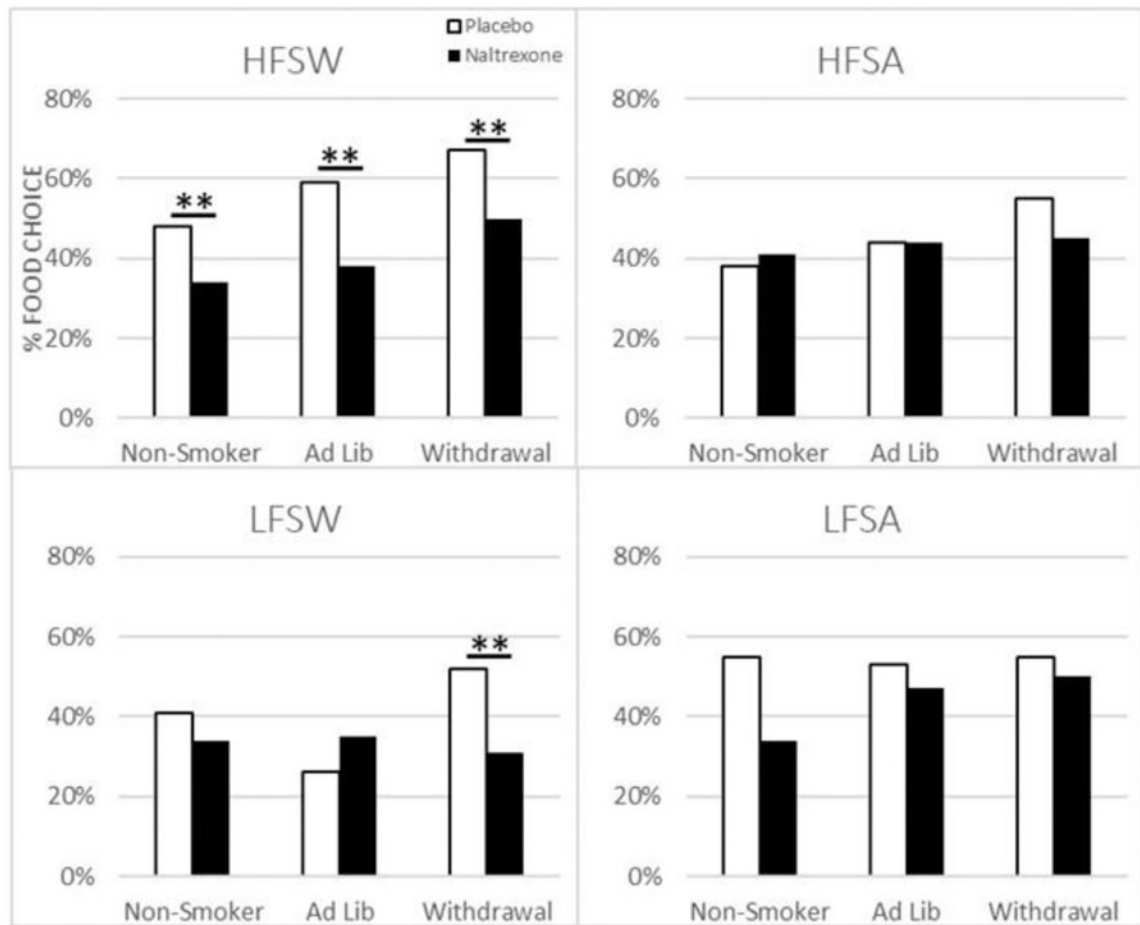 Placebo
Naltrexone
HFSW
80%
60%
40%
20%
0%
% FOOD CHOICE
**
**
**
Non-Smoker Ad Lib Withdrawal
HFSA
80%
60%
40%
20%
0%
Non-Smoker Ad Lib Withdrawal
LFSW
80%
60%
40%
20%
0%
**
Non-Smoker Ad Lib Withdrawal
LFSA
80%
60%
40%
20%
0%
Non-Smoker Ad Lib Withdrawal